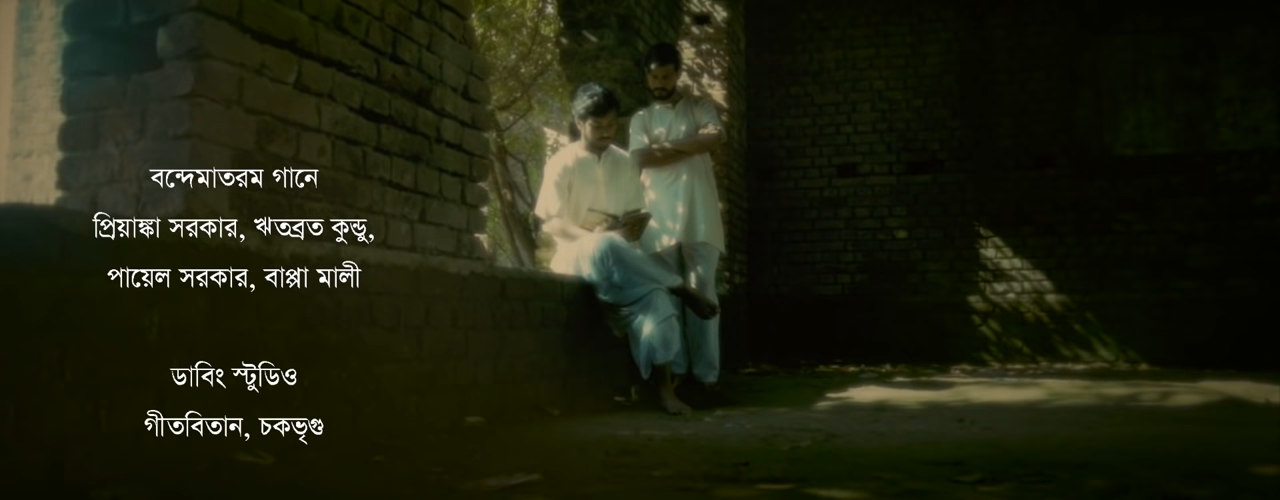 বন্দেমাতরম গানে
প্রিয়াঙ্কা সরকার, ঋতব্রত কুন্ডু,
পায়েল সরকার, বাপ্পা মালী
ডাবিং স্টুডিও
গীতবিতান, চকভৃগু